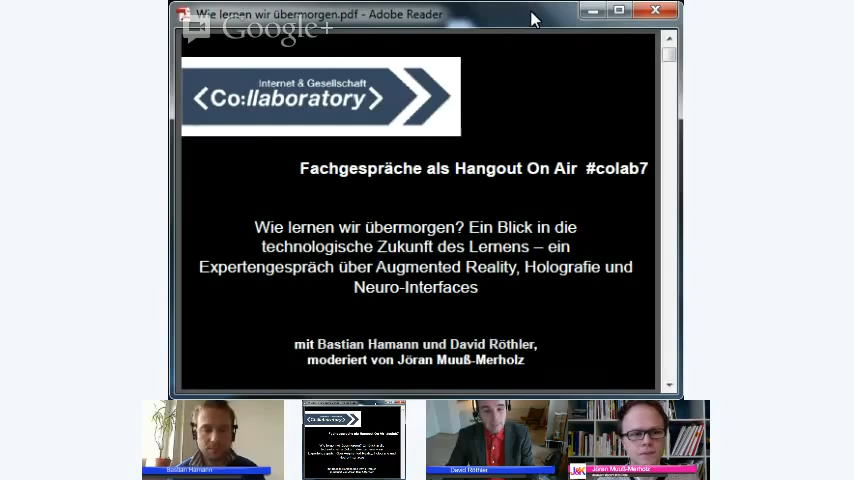 Wie lernen wir übermorgen.pdf - Adobe Reader
Google+
Internet & Gesellschaft
<Co:llaboratory>
Fachgespräche als Hangout On Air #colab7
Wie lernen wir übermorgen? Ein Blick in die
technologische Zukunft des Lernens – ein
Expertengespräch über Augmented Reality, Holografie und
Neuro-Interfaces
mit Bastian Hamann und David Röthler,
moderiert von Jöran Muuß-Merholz
Bastian Hamann
David Röthler
J&K
Jöran Muuß-Merholz